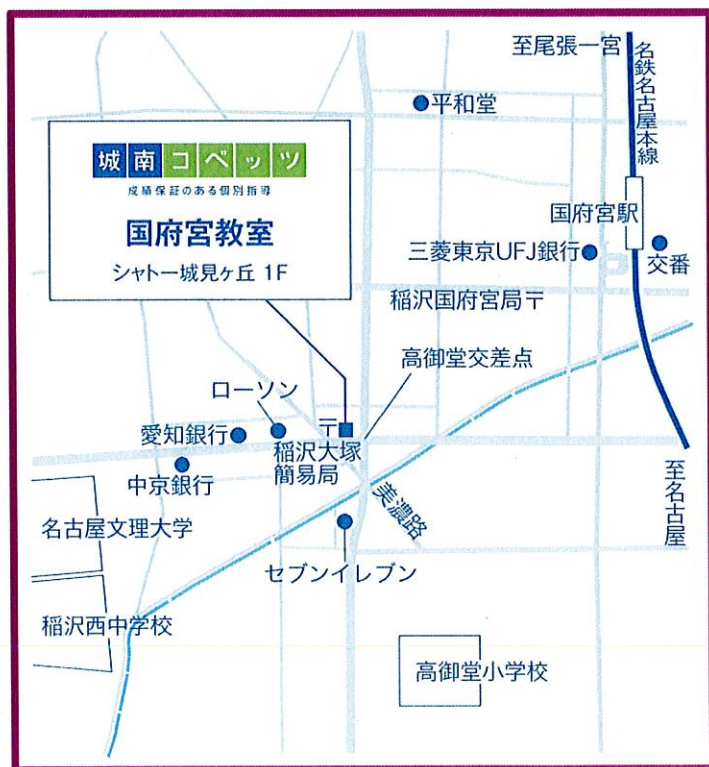 至尾張一宮
名鉄名古屋本線
平和堂
城南コベッツ
成績保証のある個別指導
国府宮教室
シャトー城見ヶ丘 1F
国府宮駅
三菱東京UFJ銀行
交番
稲沢国府宮局〒
高御堂交差点
ローソン
愛知銀行
〒
稲沢大塚
簡易局
中京銀行
美濃路
至名古屋
名古屋文理大学
セブンイレブン
稲沢西中学校
高御堂小学校